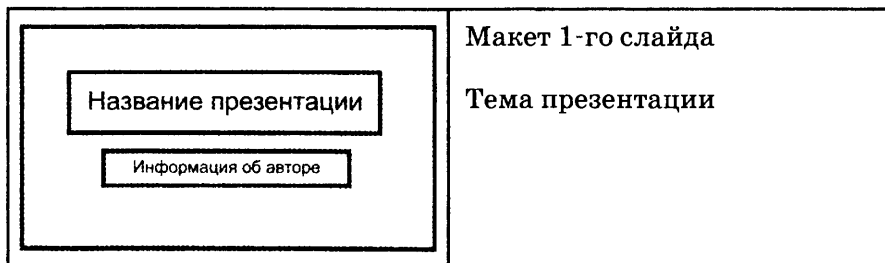 Название презентации
Информация об авторе
Макет 1-го слайда
Тема презентации